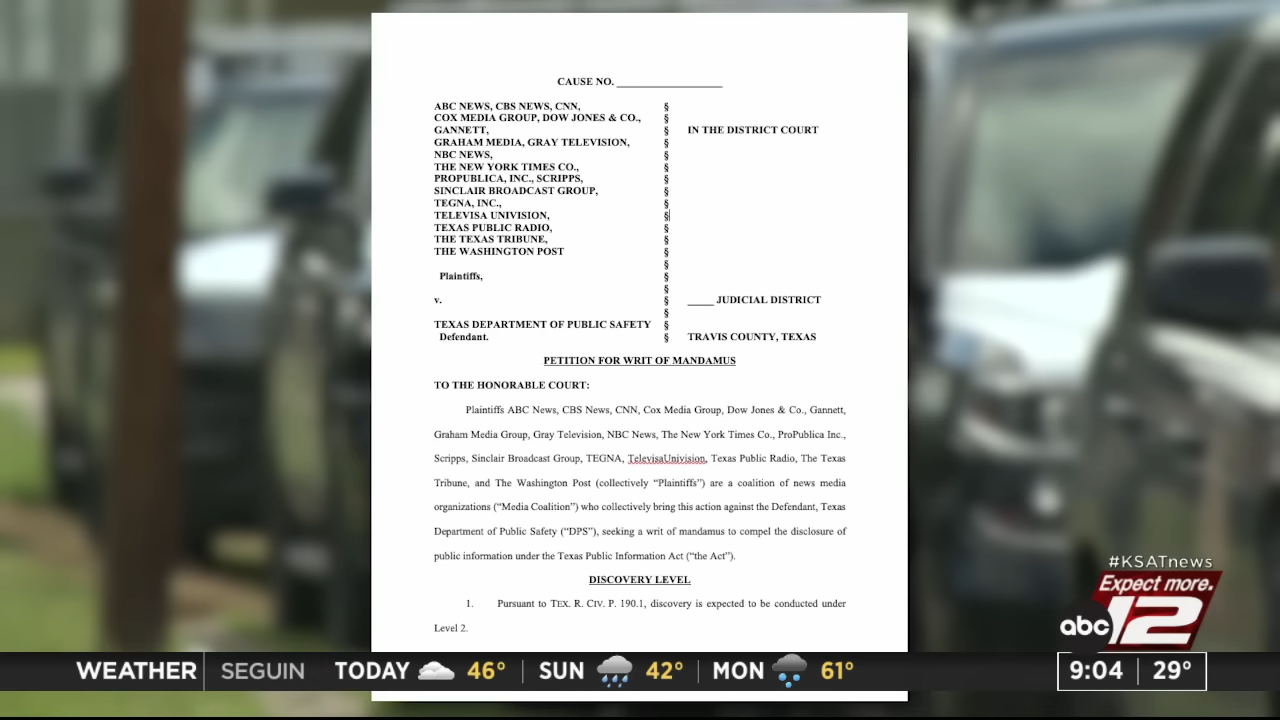 CAUSE NO. ____________________
ABC NEWS, CBS NEWS, CNN, §
COX MEDIA GROUP, DOW JONES & CO., §
GANNETT, § IN THE DISTRICT COURT
GRAHAM MEDIA, GRAY TELEVISION, §
NBC NEWS, §
THE NEW YORK TIMES CO., §
PROPUBLICA, INC., SCRIPPS, §
SINCLAIR BROADCAST GROUP, §
TEGNA, INC., §
TELEVISA UNIVISION, §
TEXAS PUBLIC RADIO, §
THE TEXAS TRIBUNE, §
THE WASHINGTON POST §
§
Plaintiffs, §
§
v. § _____ JUDICIAL DISTRICT
§
TEXAS DEPARTMENT OF PUBLIC SAFETY §
Defendant. § TRAVIS COUNTY, TEXAS
PETITION FOR WRIT OF MANDAMUS
TO THE HONORABLE COURT:
Plaintiffs ABC News, CBS News, CNN, Cox Media Group, Dow Jones & Co., Gannett,
Graham Media Group, Gray Television, NBC News, The New York Times Co., ProPublica Inc.,
Scripps, Sinclair Broadcast Group, TEGNA, TelevisaUnivision, Texas Public Radio, The Texas
Tribune, and The Washington Post (collectively “Plaintiffs”) are a coalition of news media
organizations (“Media Coalition”) who collectively bring this action against the Defendant, Texas
Department of Public Safety (“DPS”), seeking a writ of mandamus to compel the disclosure of
public information under the Texas Public Information Act (“the Act”).
DISCOVERY LEVEL
1. Pursuant to TEX. R. CIV. P. 190.1, discovery is expected to be conducted under
Level 2.
#KSATnews
Expect more.
abc 12
WEATHER SEGUIN TODAY 46° SUN 42° MON 61° 9:04 29°